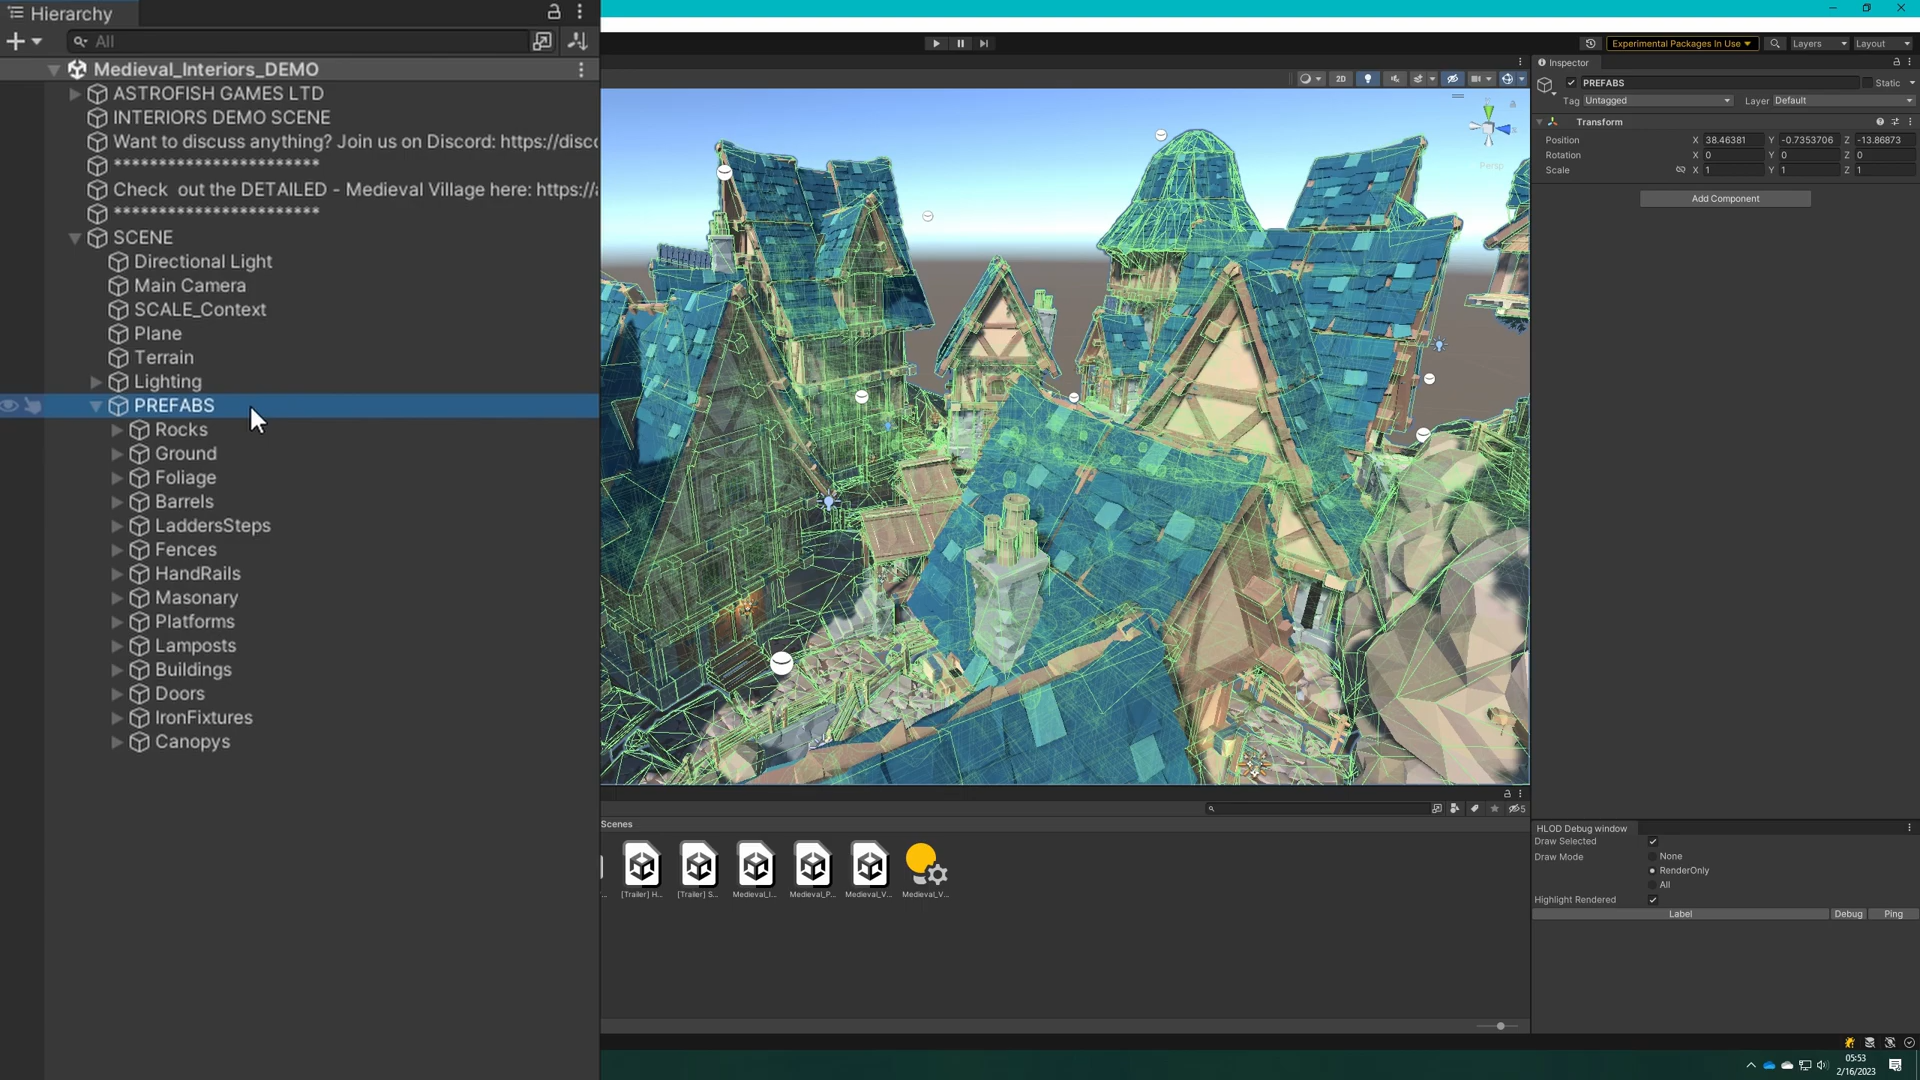 Hierarchy
All
Medieval_Interiors_DEMO
ASTROFISH GAMES LTD
INTERIORS DEMO SCENE
Want to discuss anything? Join us on Discord: https://disc
***********************
Check  out the DETAILED - Medieval Village here: https://
***********************
SCENE
Directional Light
Main Camera
SCALE_Context
Plane
Terrain
Lighting
PREFABS
Rocks
Ground
Foliage
Barrels
LaddersSteps
Fences
HandRails
Masonary
Platforms
Lamposts
Buildings
Doors
IronFixtures
Canopys
Experimental Packages In Use
Layers
Layout
2D
Persp
Inspector
PREFABS
Static
Tag Untagged
Layer Default
Transform
Position X 38.46381 Y -0.7353706 Z -13.86873
Rotation X 0 Y 0 Z 0
Scale X 1 Y 1 Z 1
Add Component
5
Scenes
[Trailer] H...
[Trailer] S...
Medieval_I...
Medieval_P...
Medieval_V...
Medieval_V...
HLOD Debug window
Draw Selected
Draw Mode
None
RenderOnly
All
Highlight Rendered
Label
Debug
Ping
05:53
2/16/2023